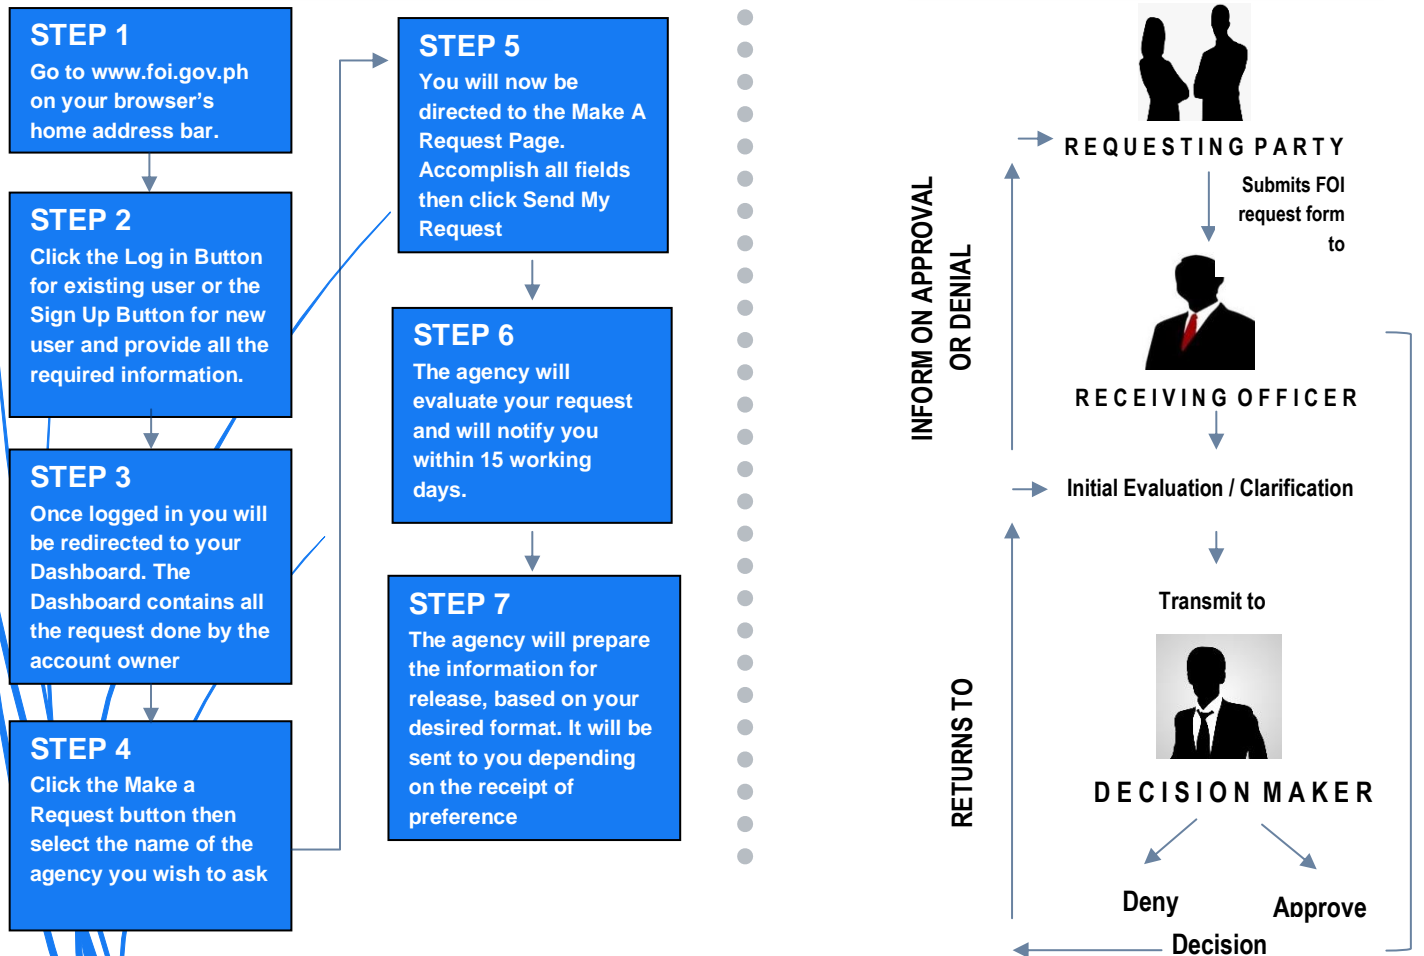 STEP 1
Go to www.foi.gov.ph
on your browser's
home address bar.
STEP 2
Click the Log in Button
for existing user or the
Sign Up Button for new
user and provide all the
required information.
STEP 3
Once logged in you will
be redirected to your
Dashboard. The
Dashboard contains all
the request done by the
account owner
STEP 4
Click the Make a
Request button then
select the name of the
agency you wish to ask
STEP 5
You will now be
directed to the Make A
Request Page.
Accomplish all fields
then click Send My
Request
STEP 6
The agency will
evaluate your request
and will notify you
within 15 working
days.
STEP 7
The agency will prepare
the information for
release, based on your
desired format. It will be
sent to you depending
on the receipt of
preference
REQUESTING PARTY
Submits FOI
request form
to
RECEIVING OFFICER
INFORM ON APPROVAL
OR DENIAL
Initial Evaluation / Clarification
Transmit to
RETURNS TO
DECISION MAKER
Deny
Approve
Decision